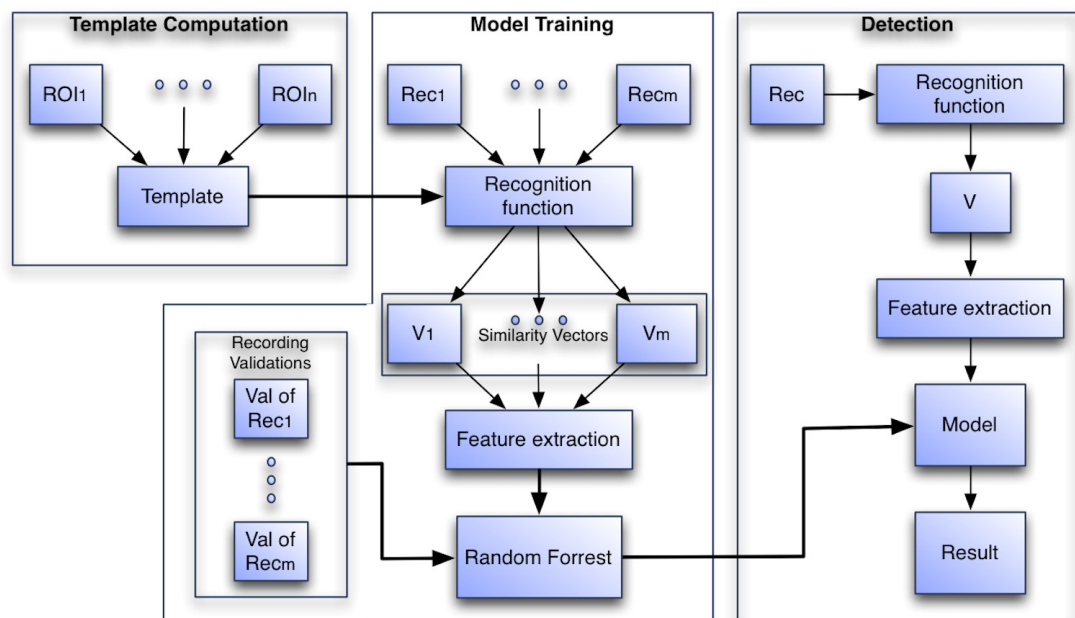 Template Computation
ROI1
ROIn
Template
Model Training
Rec1
Recm
Recognition
function
V1
Similarity Vectors
Vm
Feature extraction
Random Forrest
Recording
Validations
Val of
Rec1
Val of
Recm
Detection
Rec
Recognition
function
V
Feature extraction
Model
Result